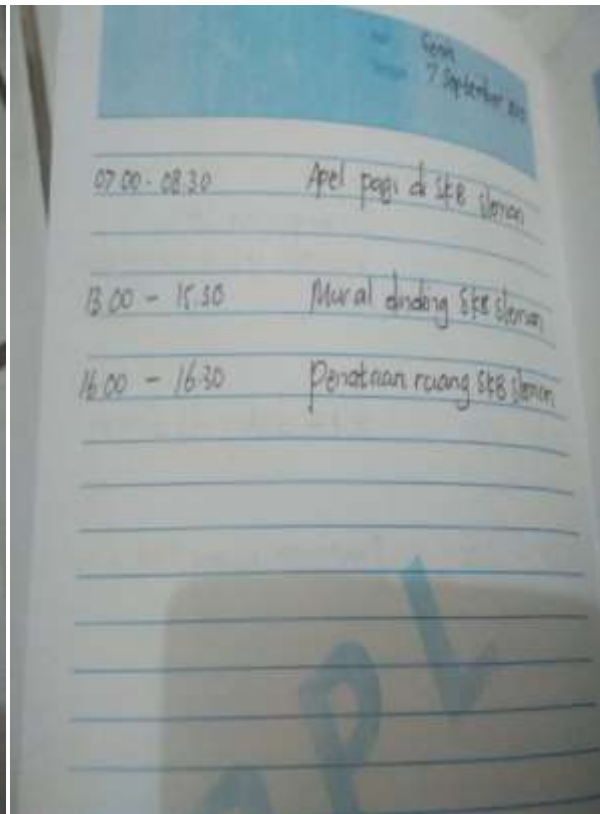 Senin
7 September
07.00 - 08.30 Apel pagi di SKB Sleman
13.00 - 15.30 Mural dinding SKB Sleman
16.00 - 16.30 Penataan ruang SKB Sleman
PPL